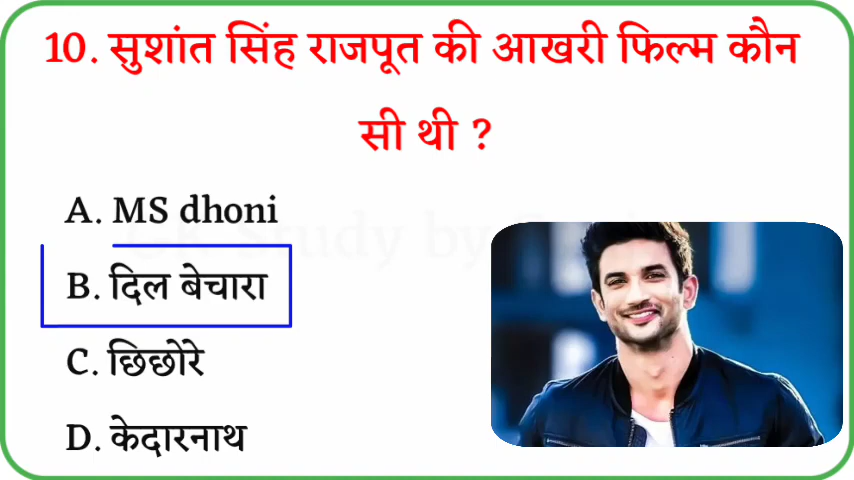 10. सुशांत सिंह राजपूत की आखरी फिल्म कौन
सी थी ?
A. MS dhoni
B. दिल बेचारा
C. छिछोरे
D. केदारनाथ